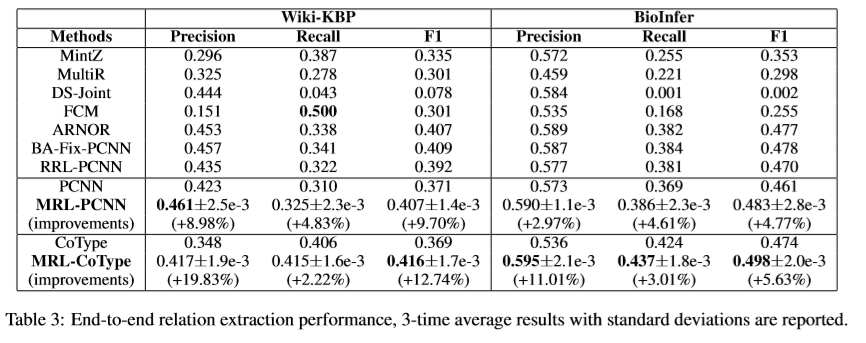 Wiki-KBP BioInfer
Methods Precision Recall F1 Precision Recall F1
MintZ 0.296 0.387 0.335 0.572 0.255 0.353
MultiR 0.325 0.278 0.301 0.459 0.221 0.298
DS-Joint 0.444 0.043 0.078 0.584 0.001 0.002
FCM 0.151 0.500 0.301 0.535 0.168 0.255
ARNOR 0.453 0.338 0.407 0.589 0.382 0.477
BA-Fix-PCNN 0.457 0.341 0.409 0.587 0.384 0.478
RRL-PCNN 0.435 0.322 0.392 0.577 0.381 0.470
PCNN 0.423 0.310 0.371 0.573 0.369 0.461
MRL-PCNN 0.461±2.5e-3 0.325±2.3e-3 0.407±1.4e-3 0.590±1.1e-3 0.386±2.3e-3 0.483±2.8e-3
(improvements) (+8.98%) (+4.83%) (+9.70%) (+2.97%) (+4.61%) (+4.77%)
CoType 0.348 0.406 0.369 0.536 0.424 0.474
MRL-CoType 0.417±1.9e-3 0.415±1.6e-3 0.416±1.7e-3 0.595±2.1e-3 0.437±1.8e-3 0.498±2.0e-3
(improvements) (+19.83%) (+2.22%) (+12.74%) (+11.01%) (+3.01%) (+5.63%)
Table 3: End-to-end relation extraction performance, 3-time average results with standard deviations are reported.